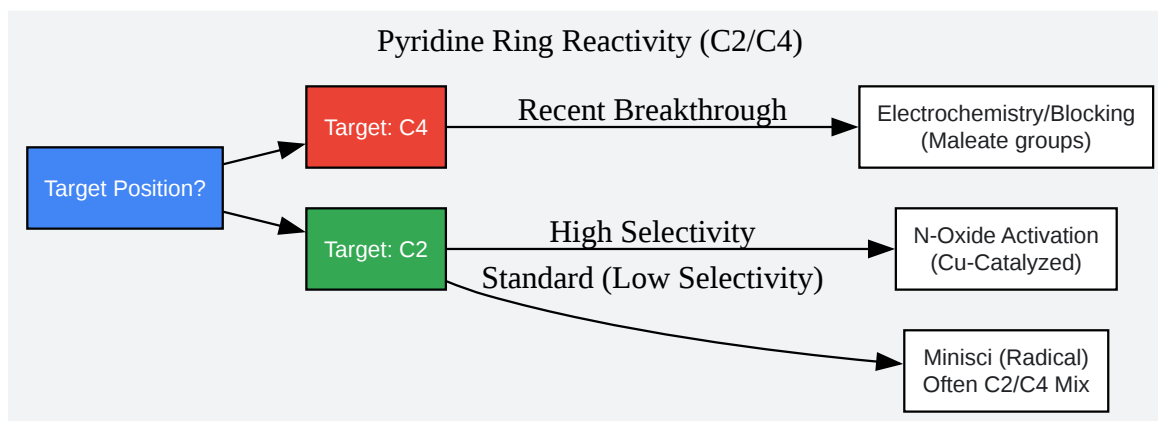 Pyridine Ring Reactivity (C2/C4)
Target Position?
Target: C4
Recent Breakthrough
Electrochemistry/Blocking
(Maleate groups)
Target: C2
High Selectivity
N-Oxide Activation
(Cu-Catalyzed)
Standard (Low Selectivity)
Minisci (Radical)
Often C2/C4 Mix